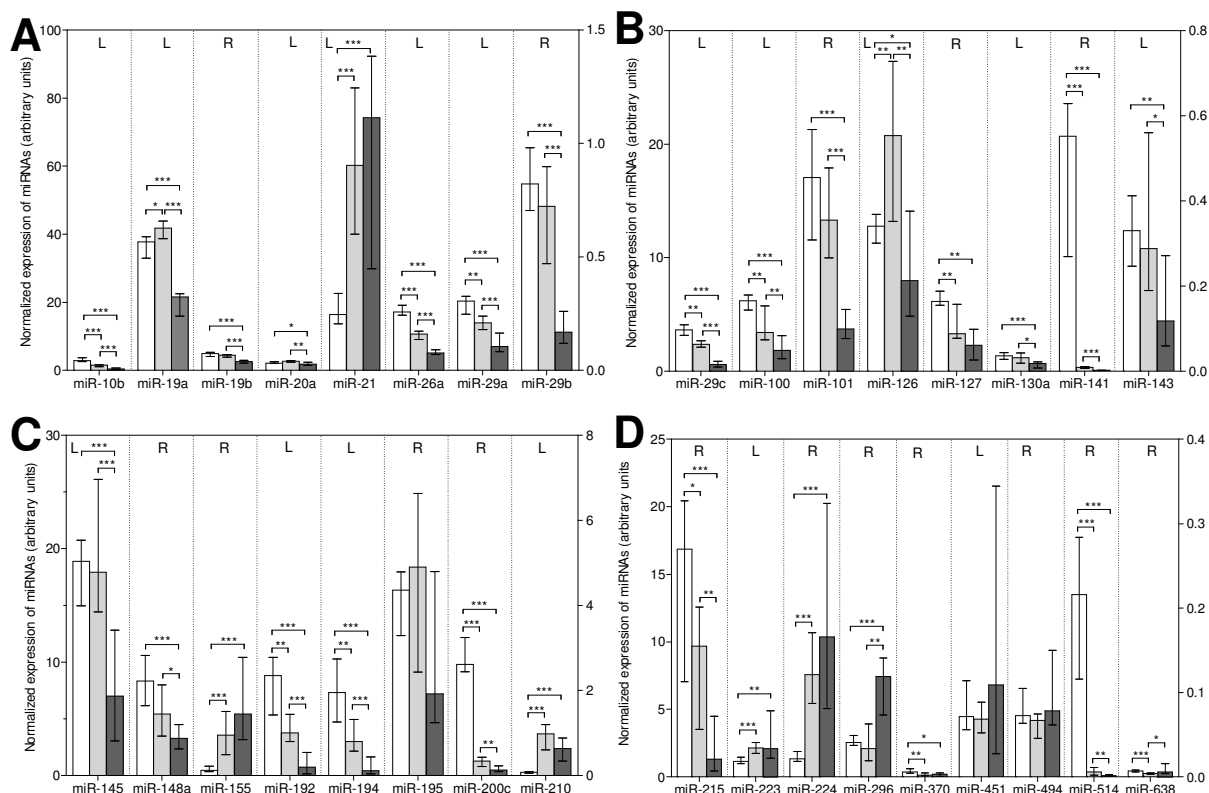 A
Normalized expression of miRNAs (arbitrary units)
100
80
60
40
20
0
1.5
1.0
0.5
0.0
L L R L L L L R
*** *** ***
*** * ***
*** ***
* **
*** ***
*** *** ***
*** ** ***
*** ***
miR-10b miR-19a miR-19b miR-20a miR-21 miR-26a miR-29a miR-29b
B
Normalized expression of miRNAs (arbitrary units)
30
20
10
0
0.8
0.6
0.4
0.2
0.0
L L R L R L R L
*** ** ***
*** ** **
*** ***
* ** **
** **
*** *
*** *** ***
** *
miR-29c miR-100 miR-101 miR-126 miR-127 miR-130a miR-141 miR-143
C
Normalized expression of miRNAs (arbitrary units)
30
20
10
0
8
6
4
2
0
L R R L L R R L
*** ***
*** *
*** ***
*** ** ***
*** ** ***
*** *** **
*** ***
miR-145 miR-148a miR-155 miR-192 miR-194 miR-195 miR-200c miR-210
D
Normalized expression of miRNAs (arbitrary units)
25
20
15
10
5
0
0.4
0.3
0.2
0.1
0.0
R L R R R L R R R
*** * **
** ***
*** ***
*** **
* **
*** *** **
* ***
miR-215 miR-223 miR-224 miR-296 miR-370 miR-451 miR-494 miR-514 miR-638